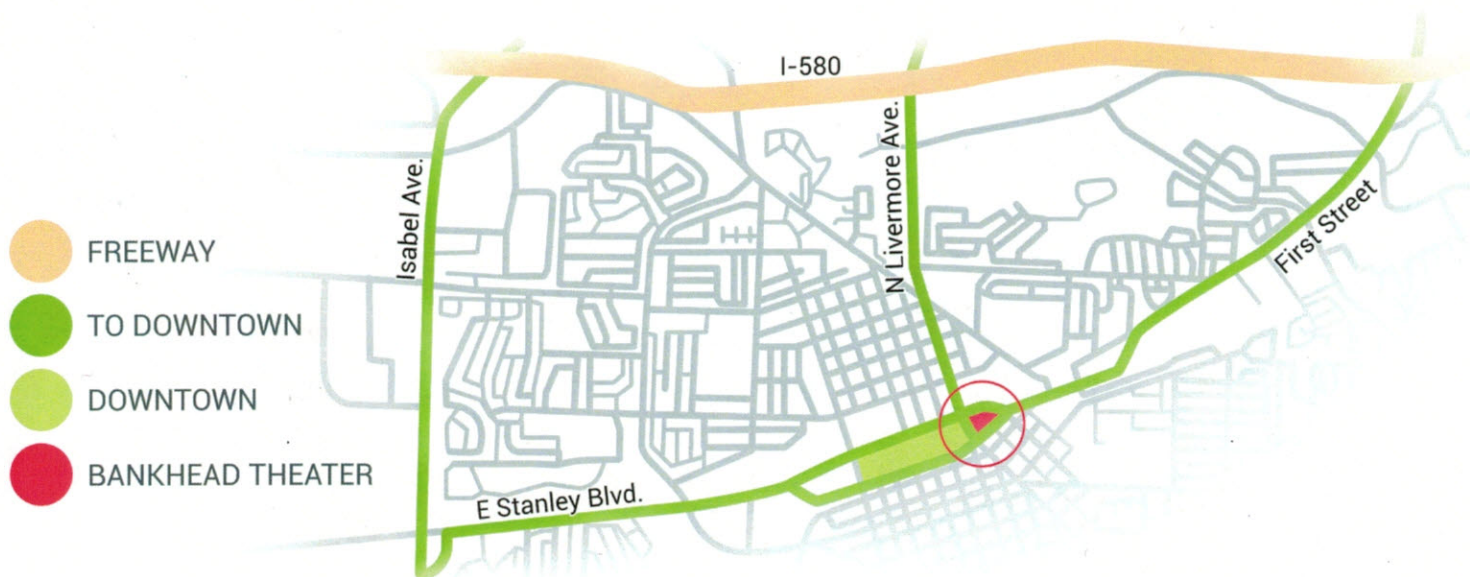 I-580
Isabel Ave.
N Livermore Ave.
First Street
FREEWAY
TO DOWNTOWN
DOWNTOWN
BANKHEAD THEATER
E Stanley Blvd.